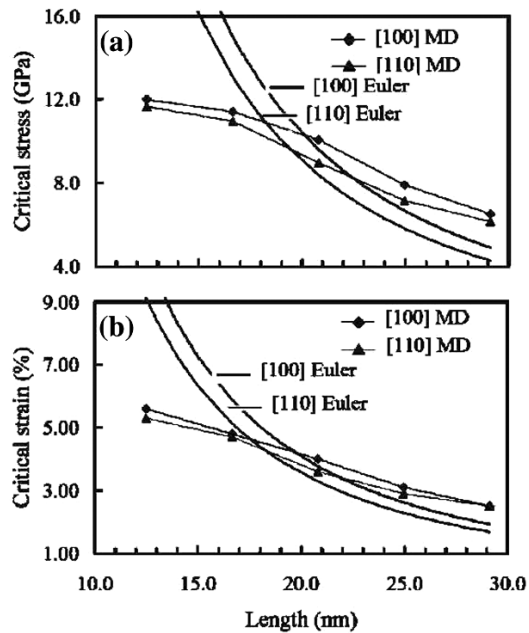 16.0
(a)
[100] MD
[110] MD
[100] Euler
[110] Euler
12.0
8.0
4.0
Critical stress (GPa)
9.00
(b)
[100] MD
[110] MD
[100] Euler
[110] Euler
7.00
5.00
3.00
1.00
Critical strain (%)
10.0 15.0 20.0 25.0 30.0
Length (nm)